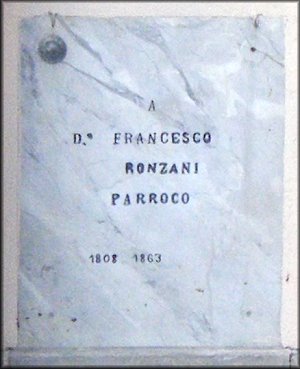 A
D.º FRANCESCO
RONZANI
PARROCO
1808 1863